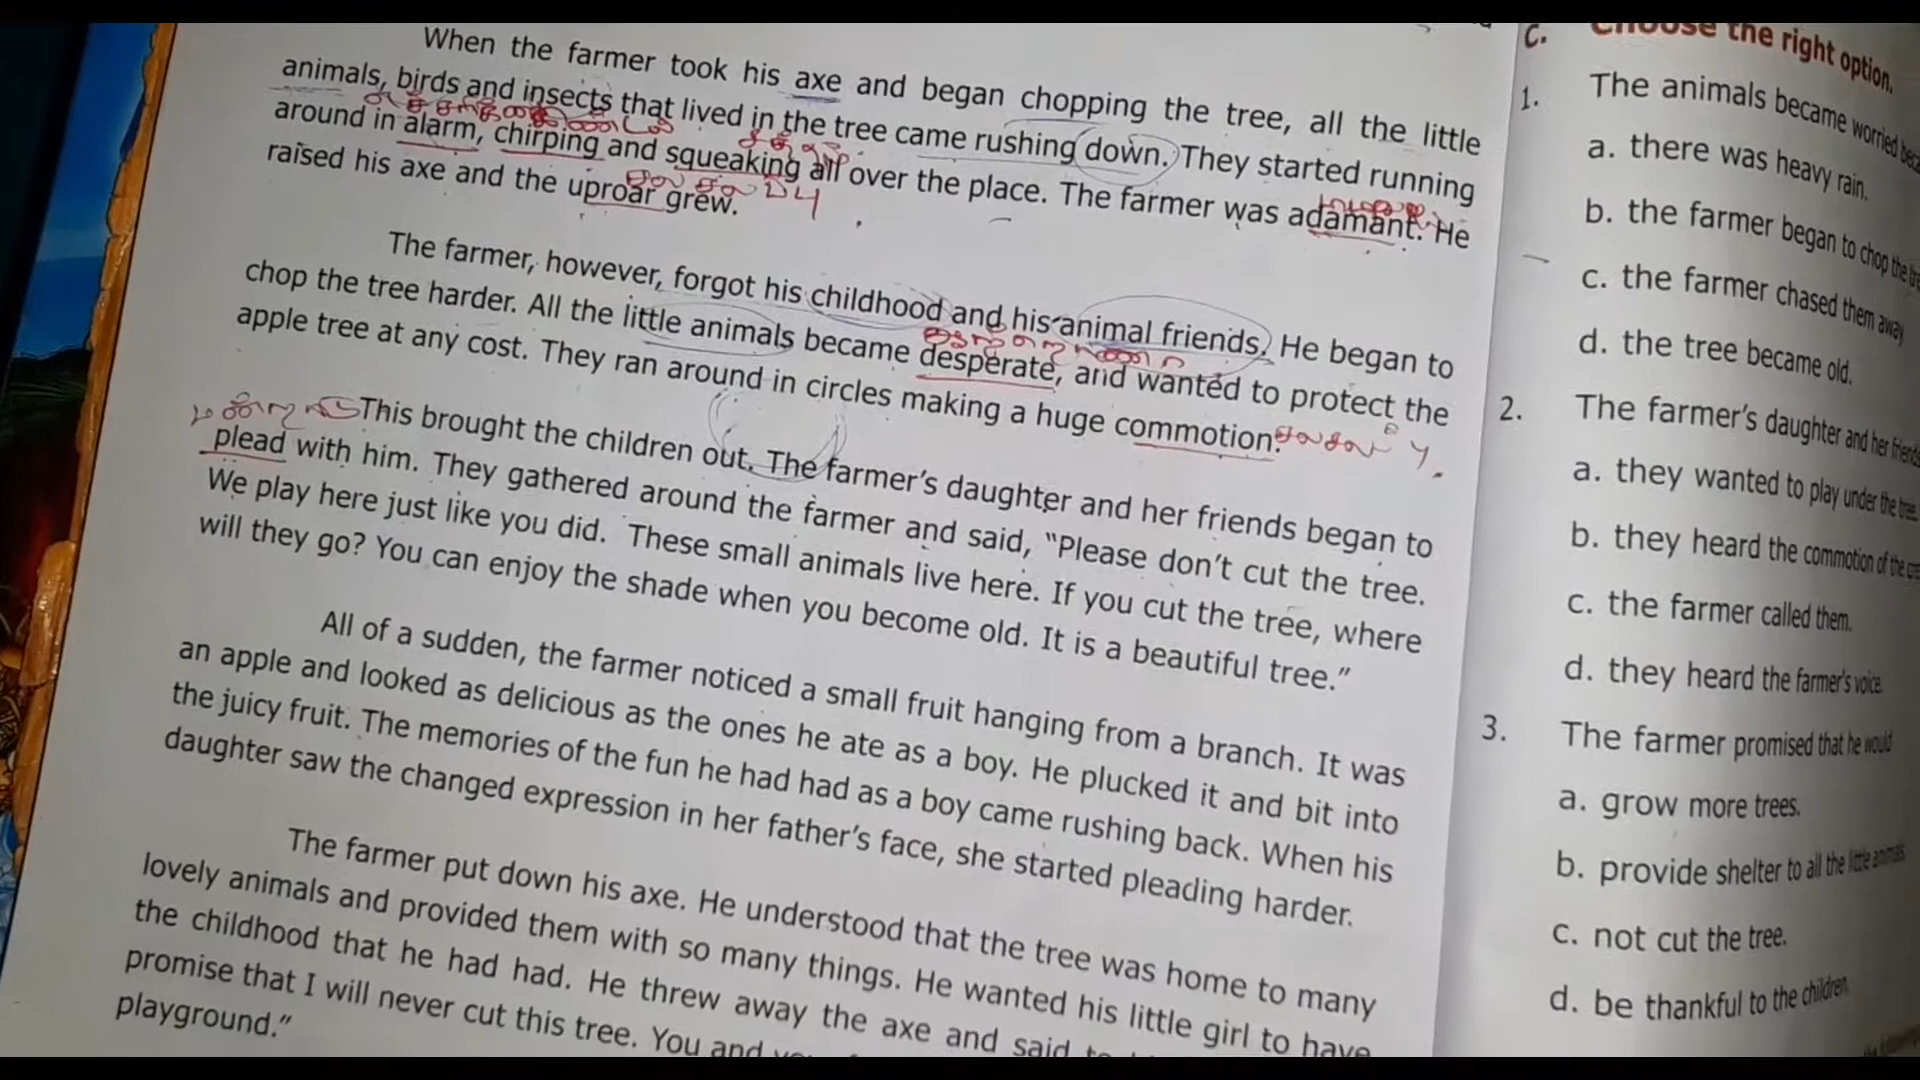 When the farmer took his axe and began chopping the tree, all the little
animals, birds and insects that lived in the tree came rushing down. They started running
around in alarm, chirping and squeaking all over the place. The farmer was adamant. He
raised his axe and the uproar grew.
சலசலப்பு
The farmer, however, forgot his childhood and his animal friends. He began to
chop the tree harder. All the little animals became desperate, and wanted to protect the
apple tree at any cost. They ran around in circles making a huge commotion.
This brought the children out. The farmer's daughter and her friends began to
plead with him. They gathered around the farmer and said, “Please don't cut the tree.
We play here just like you did. These small animals live here. If you cut the tree, where
will they go? You can enjoy the shade when you become old. It is a beautiful tree.”
All of a sudden, the farmer noticed a small fruit hanging from a branch. It was
an apple and looked as delicious as the ones he ate as a boy. He plucked it and bit into
the juicy fruit. The memories of the fun he had had as a boy came rushing back. When his
daughter saw the changed expression in her father's face, she started pleading harder.
The farmer put down his axe. He understood that the tree was home to many
lovely animals and provided them with so many things. He wanted his little girl to have
the childhood that he had had. He threw away the axe and said
promise that I will never cut this tree. You and
playground.”
C. Choose the right option.
1. The animals became worried
a. there was heavy rain.
b. the farmer began to chop the
c. the farmer chased them away
d. the tree became old.
2. The farmer's daughter and her friends
a. they wanted to play under the tree.
b. they heard the commotion of the
c. the farmer called them.
d. they heard the farmer's voice.
3. The farmer promised that he would
a. grow more trees.
b. provide shelter to all the little animals.
c. not cut the tree.
d. be thankful to the children.